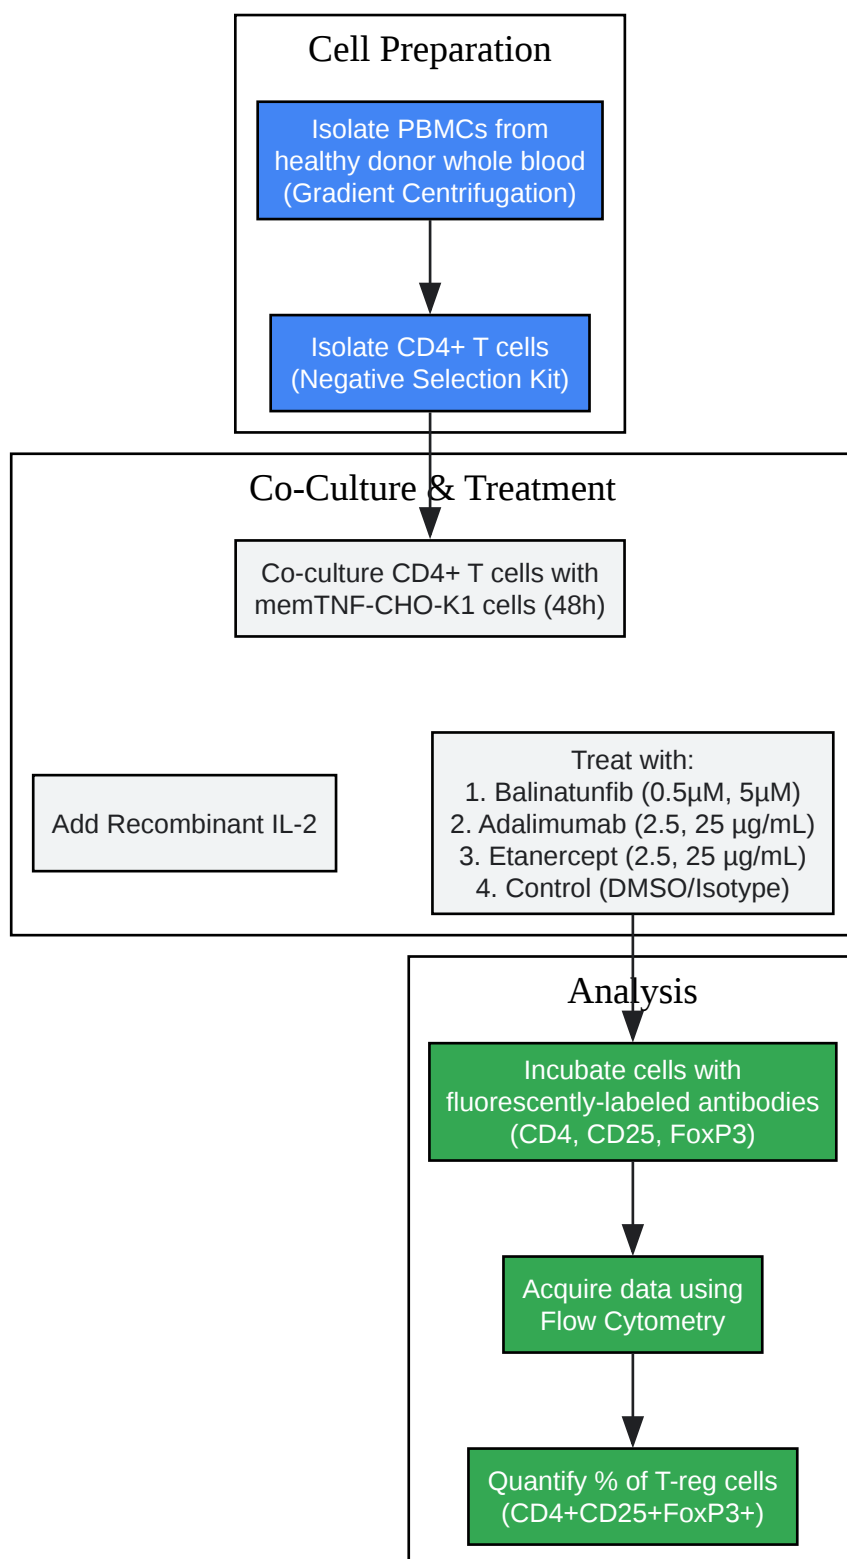 Cell Preparation
Isolate PBMCs from
healthy donor whole blood
(Gradient Centrifugation)
Isolate CD4+ T cells
(Negative Selection Kit)
Co-Culture & Treatment
Co-culture CD4+ T cells with
memTNF-CHO-K1 cells (48h)
Add Recombinant IL-2
Treat with:
1. Balinatunfib (0.5µM, 5µM)
2. Adalimumab (2.5, 25 µg/mL)
3. Etanercept (2.5, 25 µg/mL)
4. Control (DMSO/Isotype)
Analysis
Incubate cells with
fluorescently-labeled antibodies
(CD4, CD25, FoxP3)
Acquire data using
Flow Cytometry
Quantify % of T-reg cells
(CD4+CD25+FoxP3+)